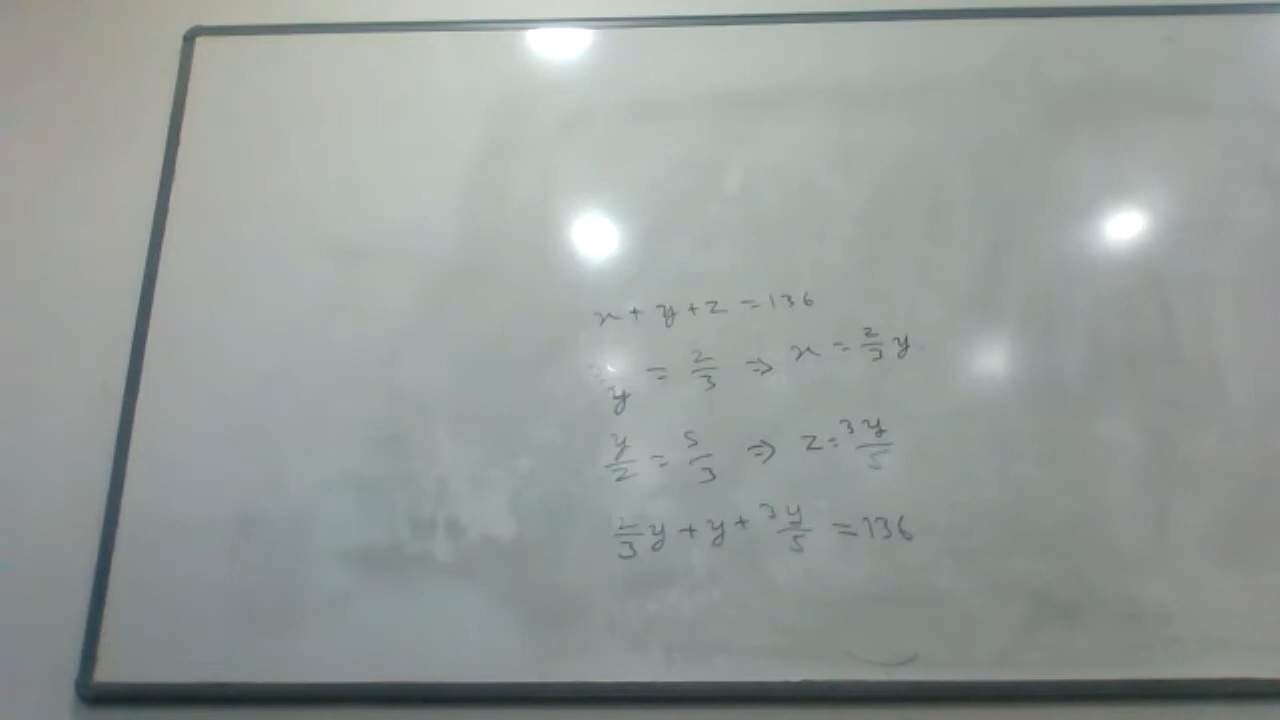 x + y + z = 136
/y = 2/3 ⇒ x = 2/3 y
y/z = 5/3 ⇒ z = 3y/5
2/3 y + y + 3y/5 = 136